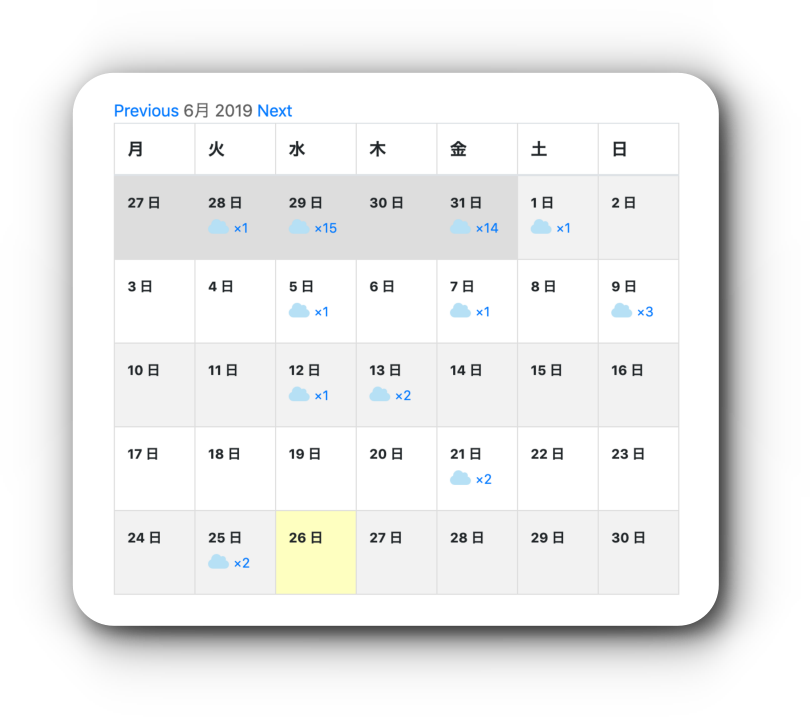 Previous 6月 2019 Next
月 火 水 木 金 土 日
27 日 28 日 29 日 30 日 31 日 1 日 2 日
×1 ×15 ×14 ×1
3 日 4 日 5 日 6 日 7 日 8 日 9 日
×1 ×1 ×3
10 日 11 日 12 日 13 日 14 日 15 日 16 日
×1 ×2
17 日 18 日 19 日 20 日 21 日 22 日 23 日
×2
24 日 25 日 26 日 27 日 28 日 29 日 30 日
×2